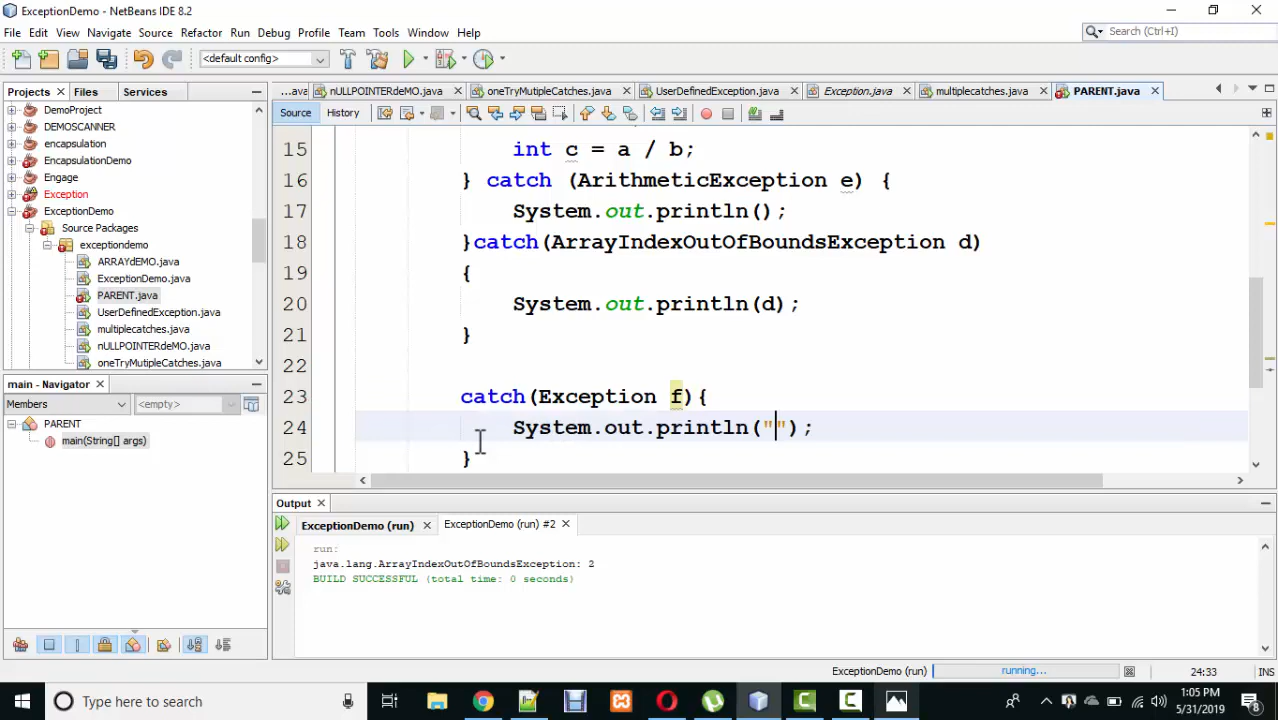 ExceptionDemo - NetBeans IDE 8.2
File Edit View Navigate Source Refactor Run Debug Profile Team Tools Window Help
Search (Ctrl+I)
<default config>
Projects Files Services
...ava nULLPOINTERdeMO.java oneTryMutipleCatches.java UserDefinedException.java Exception.java multiplecatches.java PARENT.java
Source History
DemoProject
DEMOSCANNER
encapsulation
EncapsulationDemo
Engage
Exception
ExceptionDemo
Source Packages
exceptiondemo
ARRAYdEMO.java
ExceptionDemo.java
PARENT.java
UserDefinedException.java
multiplecatches.java
nULLPOINTERdeMO.java
oneTryMutipleCatches.java
15 int c = a / b;
16 } catch (ArithmeticException e) {
17 System.out.println();
18 }catch(ArrayIndexOutOfBoundsException d)
19 {
20 System.out.println(d);
21 }
22
23 catch(Exception f){
24 System.out.println("");
25 }
main - Navigator
Members <empty>
PARENT
main(String[] args)
Output
ExceptionDemo (run) ExceptionDemo (run) #2
run:
java.lang.ArrayIndexOutOfBoundsException: 2
BUILD SUCCESSFUL (total time: 0 seconds)
ExceptionDemo (run) running... 24:33 INS
Type here to search
1:05 PM
5/31/2019
8